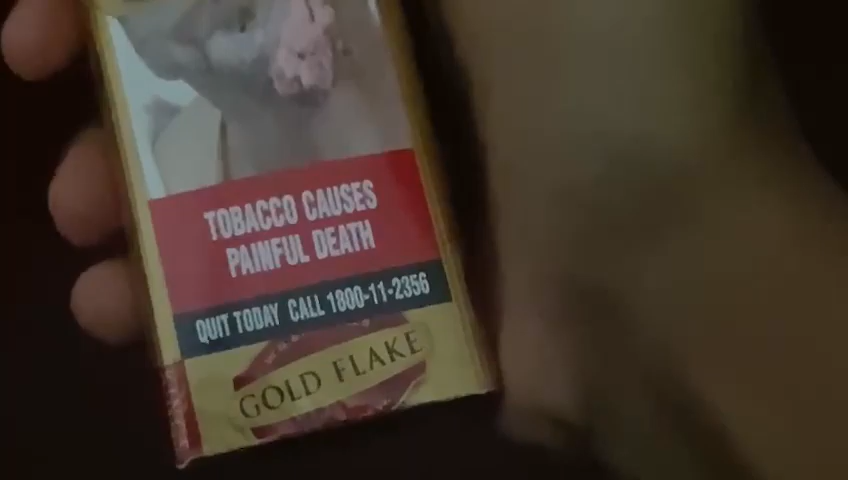 TOBACCO CAUSES
PAINFUL DEATH
QUIT TODAY CALL 1800-11-2356
GOLD FLAKE